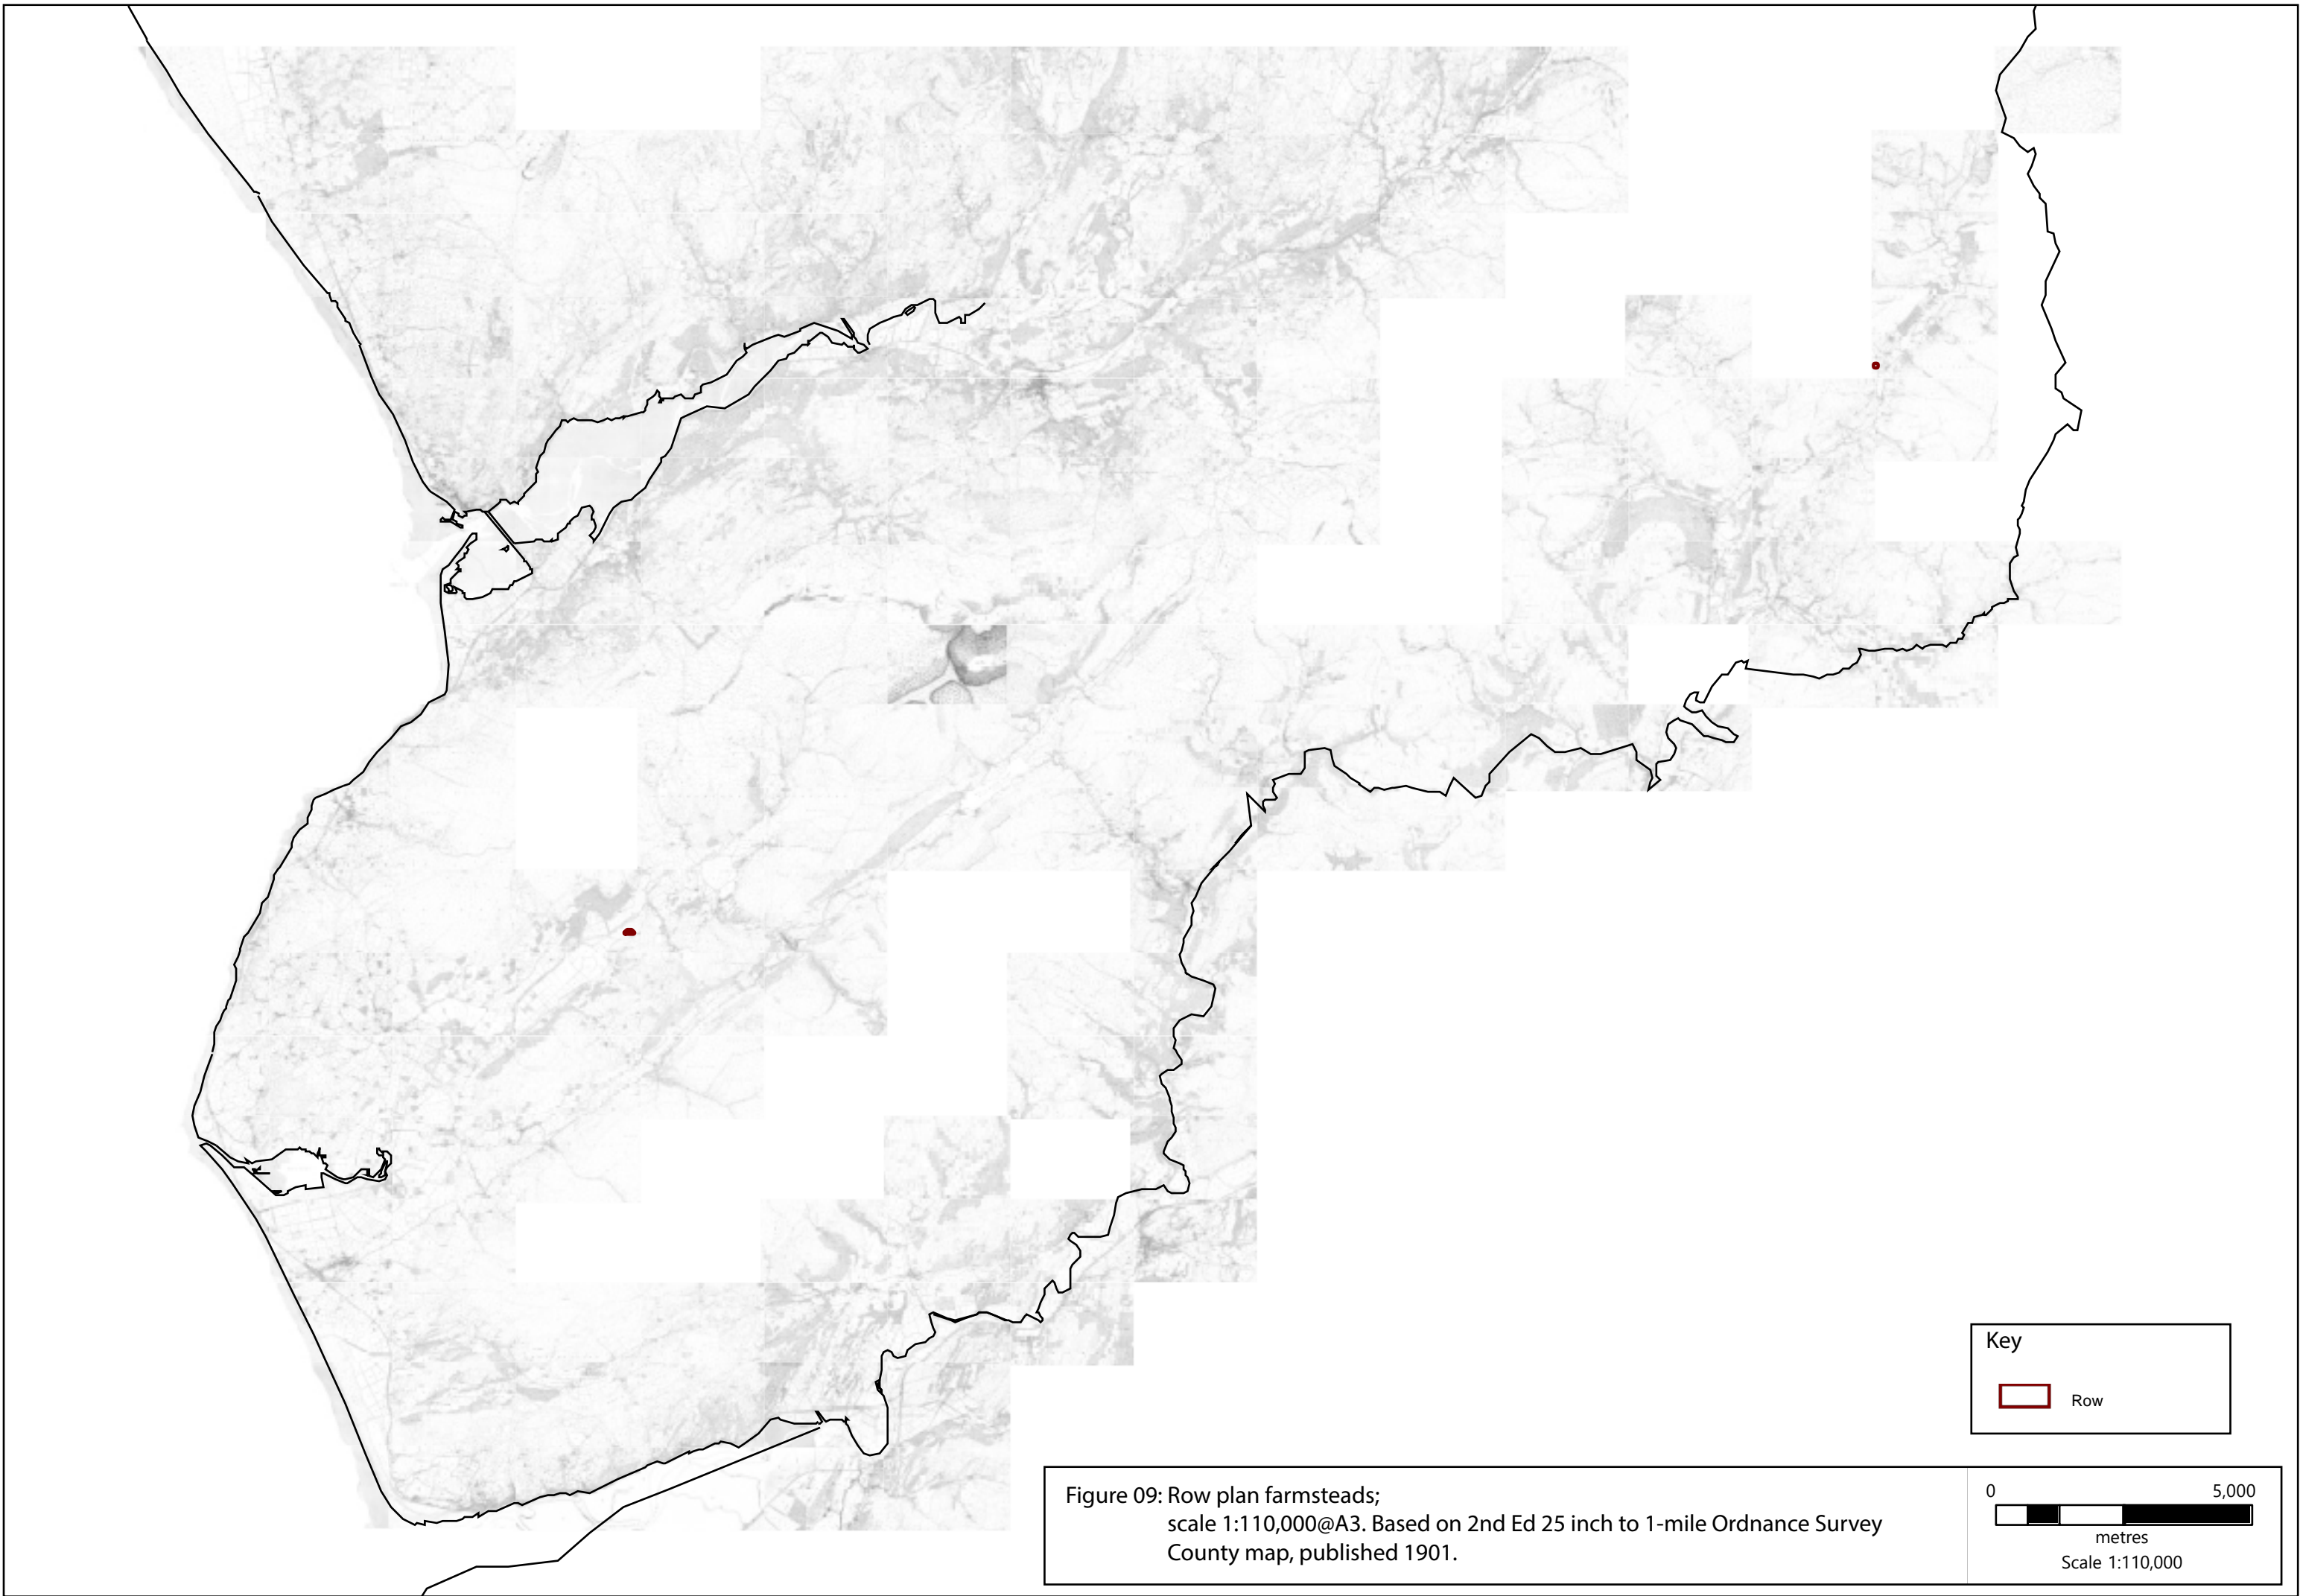 Key
Row
Figure 09: Row plan farmsteads;
scale 1:110,000@A3. Based on 2nd Ed 25 inch to 1-mile Ordnance Survey
County map, published 1901.
0 5,000
metres
Scale 1:110,000